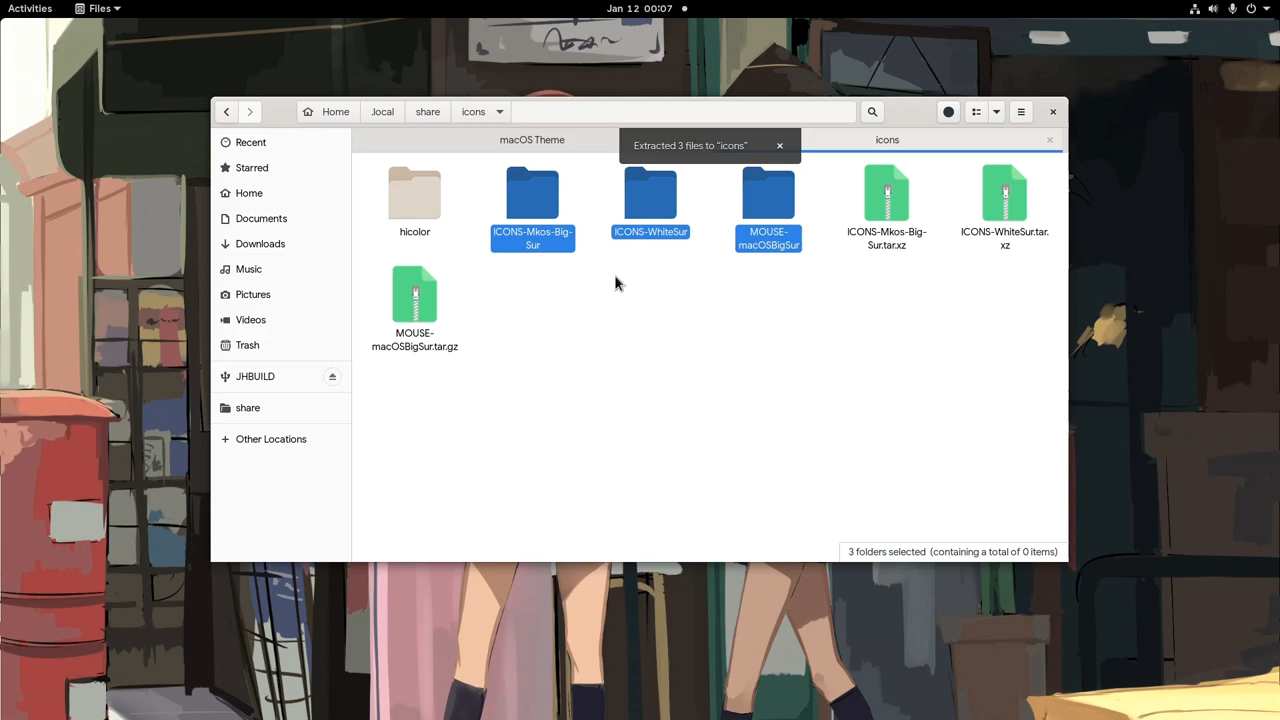 Activities
Files
Jan 12 00:07
Home
.local
share
icons
macOS Theme
icons
Extracted 3 files to "icons"
Recent
Starred
Home
Documents
Downloads
Music
Pictures
Videos
Trash
JHBUILD
share
Other Locations
hicolor
ICONS-Mkos-Big-
Sur
ICONS-WhiteSur
MOUSE-
macOSBigSur
ICONS-Mkos-Big-
Sur.tar.xz
ICONS-WhiteSur.tar.
xz
MOUSE-
macOSBigSur.tar.gz
3 folders selected (containing a total of 0 items)